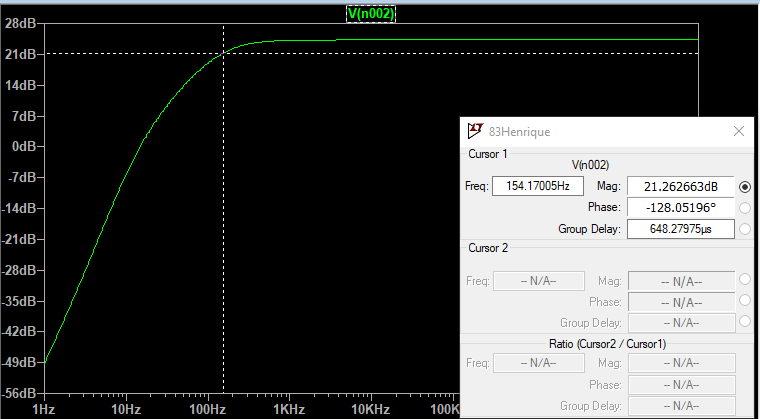 V(n002)
28dB
21dB
14dB
7dB
0dB
-7dB
-14dB
-21dB
-28dB
-35dB
-42dB
-49dB
-56dB
1Hz 10Hz 100Hz 1KHz 10KHz 100K
83Henrique
Cursor 1
V(n002)
Freq: 154.17005Hz Mag: 21.262663dB
Phase: -128.05196°
Group Delay: 648.27975µs
Cursor 2
Freq: -- N/A-- Mag: -- N/A--
Phase: -- N/A--
Group Delay: -- N/A--
Ratio (Cursor2 / Cursor1)
Freq: -- N/A-- Mag: -- N/A--
Phase: -- N/A--
Group Delay: -- N/A--